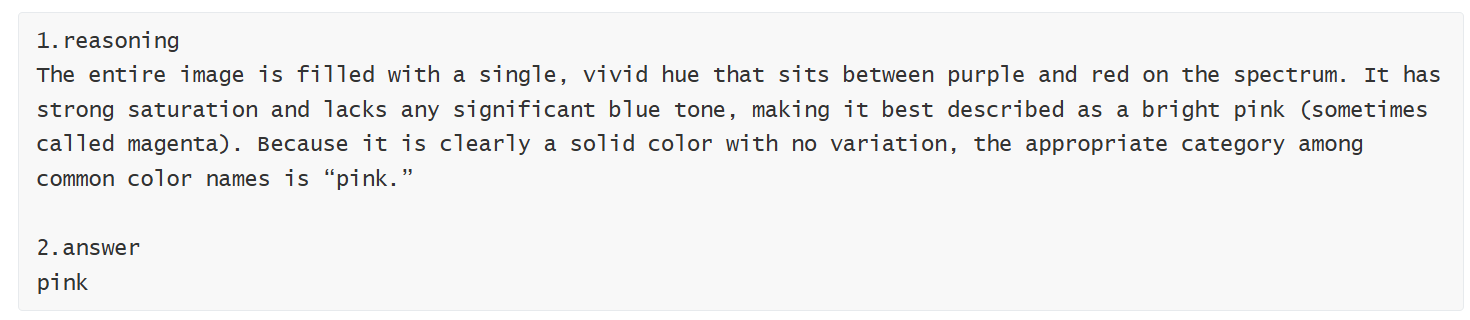 1.reasoning
The entire image is filled with a single, vivid hue that sits between purple and red on the spectrum. It has
strong saturation and lacks any significant blue tone, making it best described as a bright pink (sometimes
called magenta). Because it is clearly a solid color with no variation, the appropriate category among
common color names is “pink.”
2.answer
pink